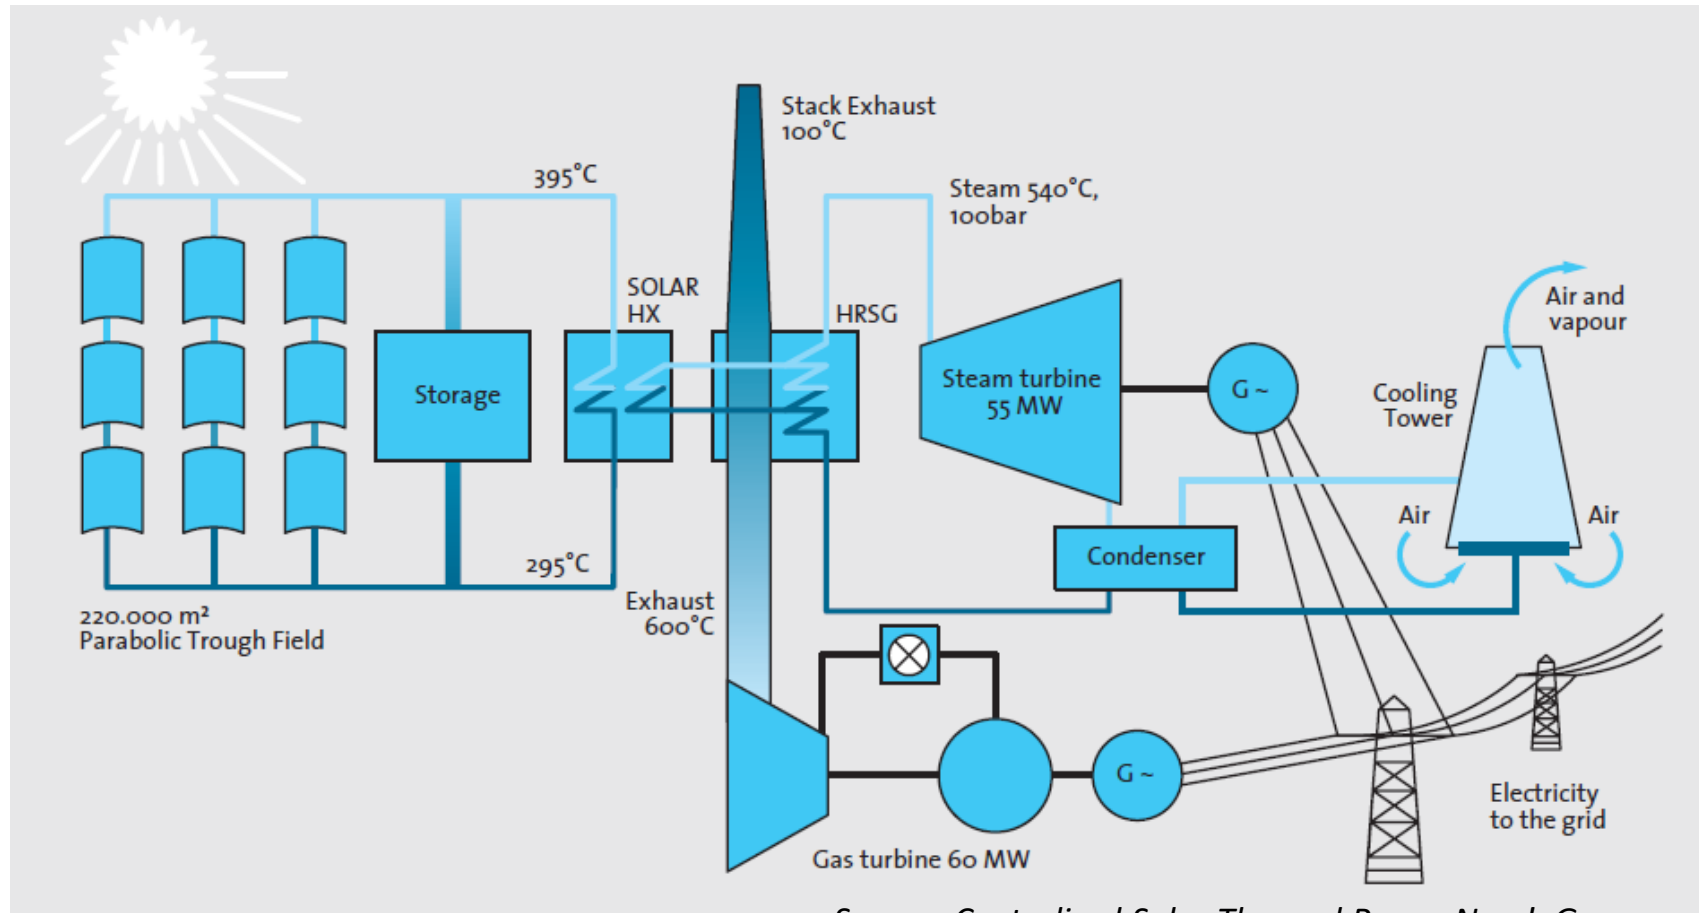 Stack Exhaust
100°C
395°C
Steam 540°C,
100bar
SOLAR
HX
HRSG
Air and
vapour
Storage
Steam turbine
55 MW
G ~
Cooling
Tower
Air
Air
Condenser
295°C
Exhaust
600°C
220.000 m²
Parabolic Trough Field
G ~
Gas turbine 60 MW
Electricity
to the grid